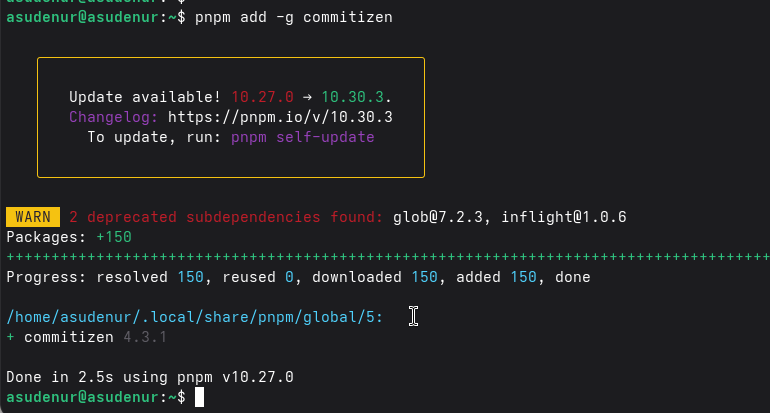 asudenur@asudenur:~$ pnpm add -g commitizen
Update available! 10.27.0 → 10.30.3.
Changelog: https://pnpm.io/v/10.30.3
To update, run: pnpm self-update
WARN 2 deprecated subdependencies found: glob@7.2.3, inflight@1.0.6
Packages: +150
++++++++++++++++++++++++++++++++++++++++++++++++++++++++++++++++++++++++++++++++++++
Progress: resolved 150, reused 0, downloaded 150, added 150, done
/home/asudenur/.local/share/pnpm/global/5:
+ commitizen 4.3.1
Done in 2.5s using pnpm v10.27.0
asudenur@asudenur:~$